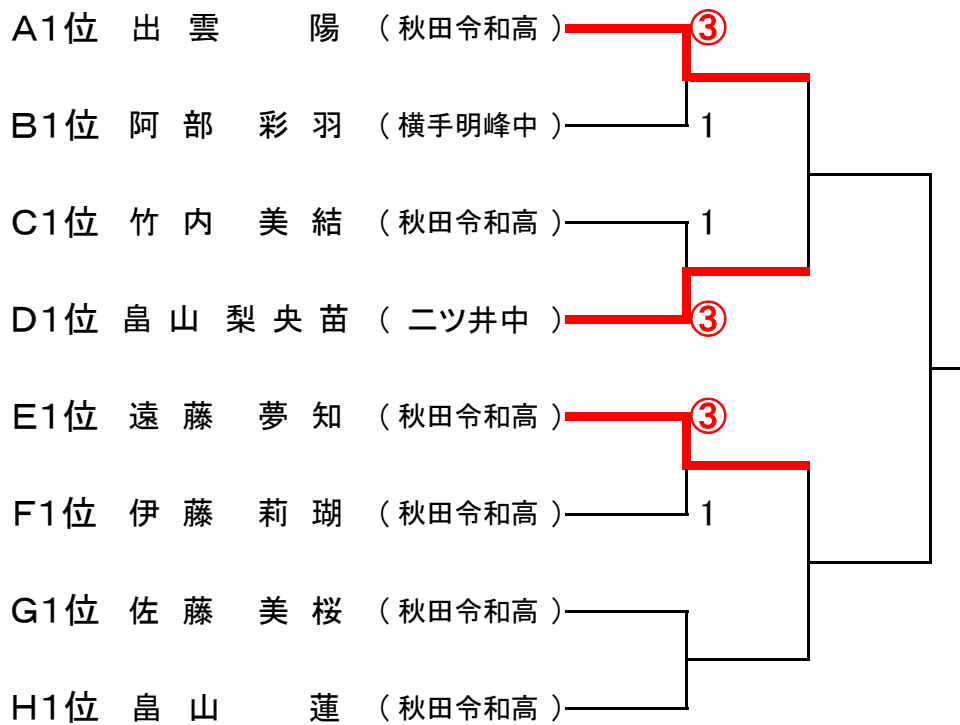 A1位 出雲 陽 （秋田令和高） ③
B1位 阿部 彩羽 （横手明峰中） 1
C1位 竹内 美結 （秋田令和高） 1
D1位 畠山 梨央苗 （二ツ井中） ③
E1位 遠藤 夢知 （秋田令和高） ③
F1位 伊藤 莉瑚 （秋田令和高） 1
G1位 佐藤 美桜 （秋田令和高）
H1位 畠山 蓮 （秋田令和高）